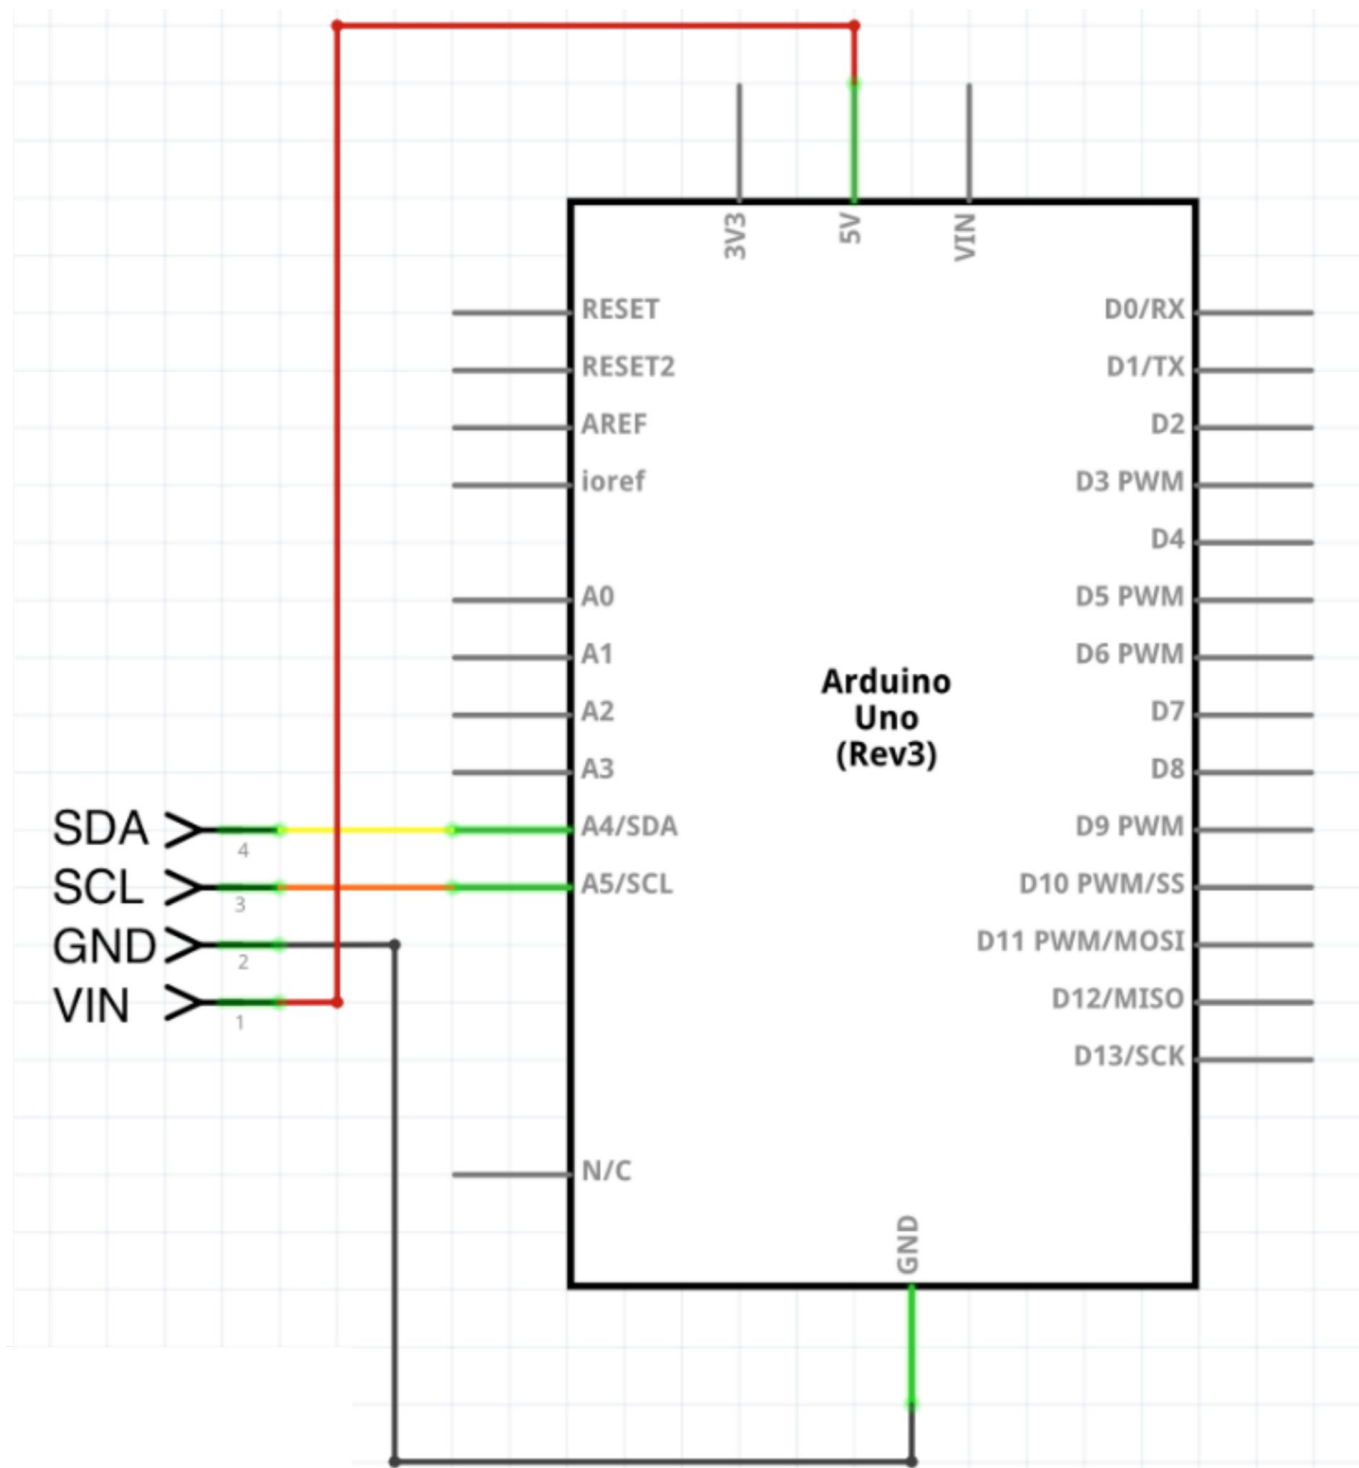 3V3
5V
VIN
RESET
RESET2
AREF
ioref
A0
A1
A2
A3
A4/SDA
A5/SCL
N/C
D0/RX
D1/TX
D2
D3 PWM
D4
D5 PWM
D6 PWM
D7
D8
D9 PWM
D10 PWM/SS
D11 PWM/MOSI
D12/MISO
D13/SCK
Arduino
Uno
(Rev3)
GND
SDA
4
SCL
3
GND
2
VIN
1